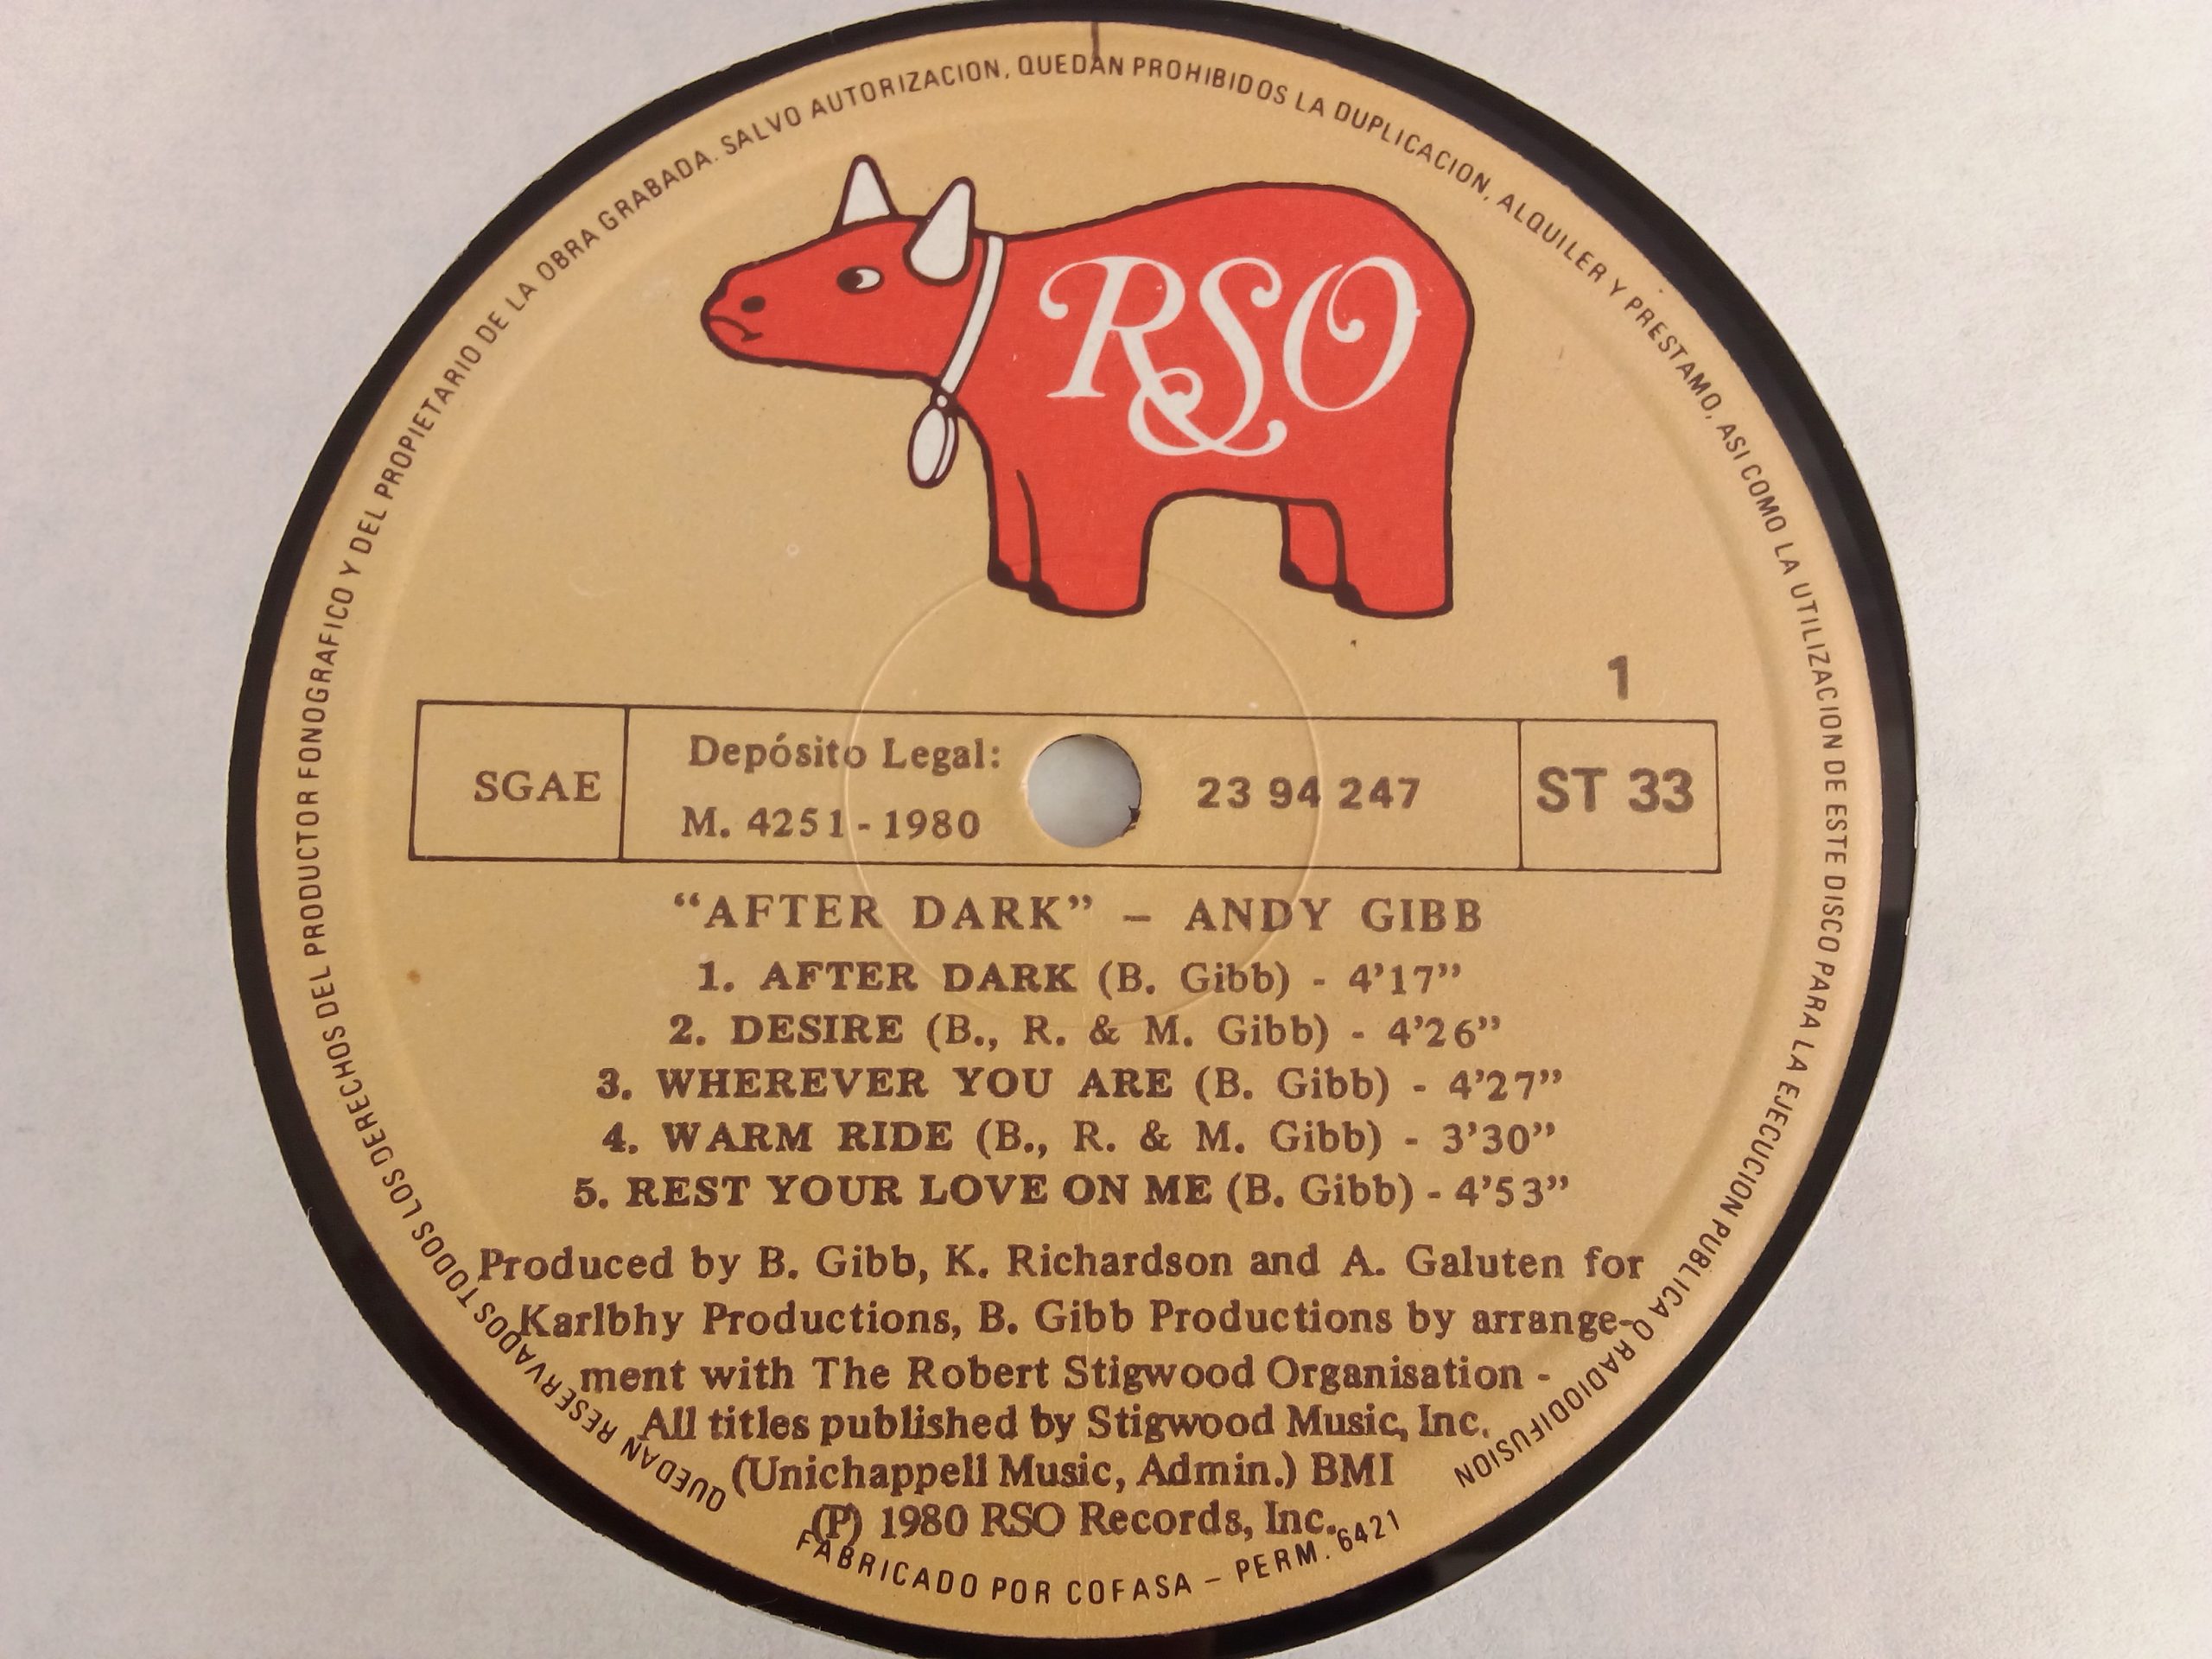 QUEDAN RESERVADOS TODOS LOS DERECHOS DEL PRODUCTOR FONOGRAFICO Y DEL PROPIETARIO DE LA OBRA GRABADA. SALVO AUTORIZACION, QUEDAN PROHIBIDOS LA DUPLICACION, ALQUILER Y PRESTAMO, ASI COMO LA UTILIZACION DE ESTE DISCO PARA LA EJECUCION PUBLICA O RADIODIFUSION
RSO
1
SGAE
Depósito Legal:
M. 4251-1980
23 94 247
ST 33
“AFTER DARK” – ANDY GIBB
1. AFTER DARK (B. Gibb) - 4’17”
2. DESIRE (B., R. & M. Gibb) - 4’26”
3. WHEREVER YOU ARE (B. Gibb) - 4’27”
4. WARM RIDE (B., R. & M. Gibb) - 3’30”
5. REST YOUR LOVE ON ME (B. Gibb) - 4’53”
Produced by B. Gibb, K. Richardson and A. Galuten for
Karlbhy Productions, B. Gibb Productions by arrange-
ment with The Robert Stigwood Organisation -
All titles published by Stigwood Music, Inc.
(Unichappell Music, Admin.) BMI
(P) 1980 RSO Records, Inc.
FABRICADO POR COFASA – PERM. 6421